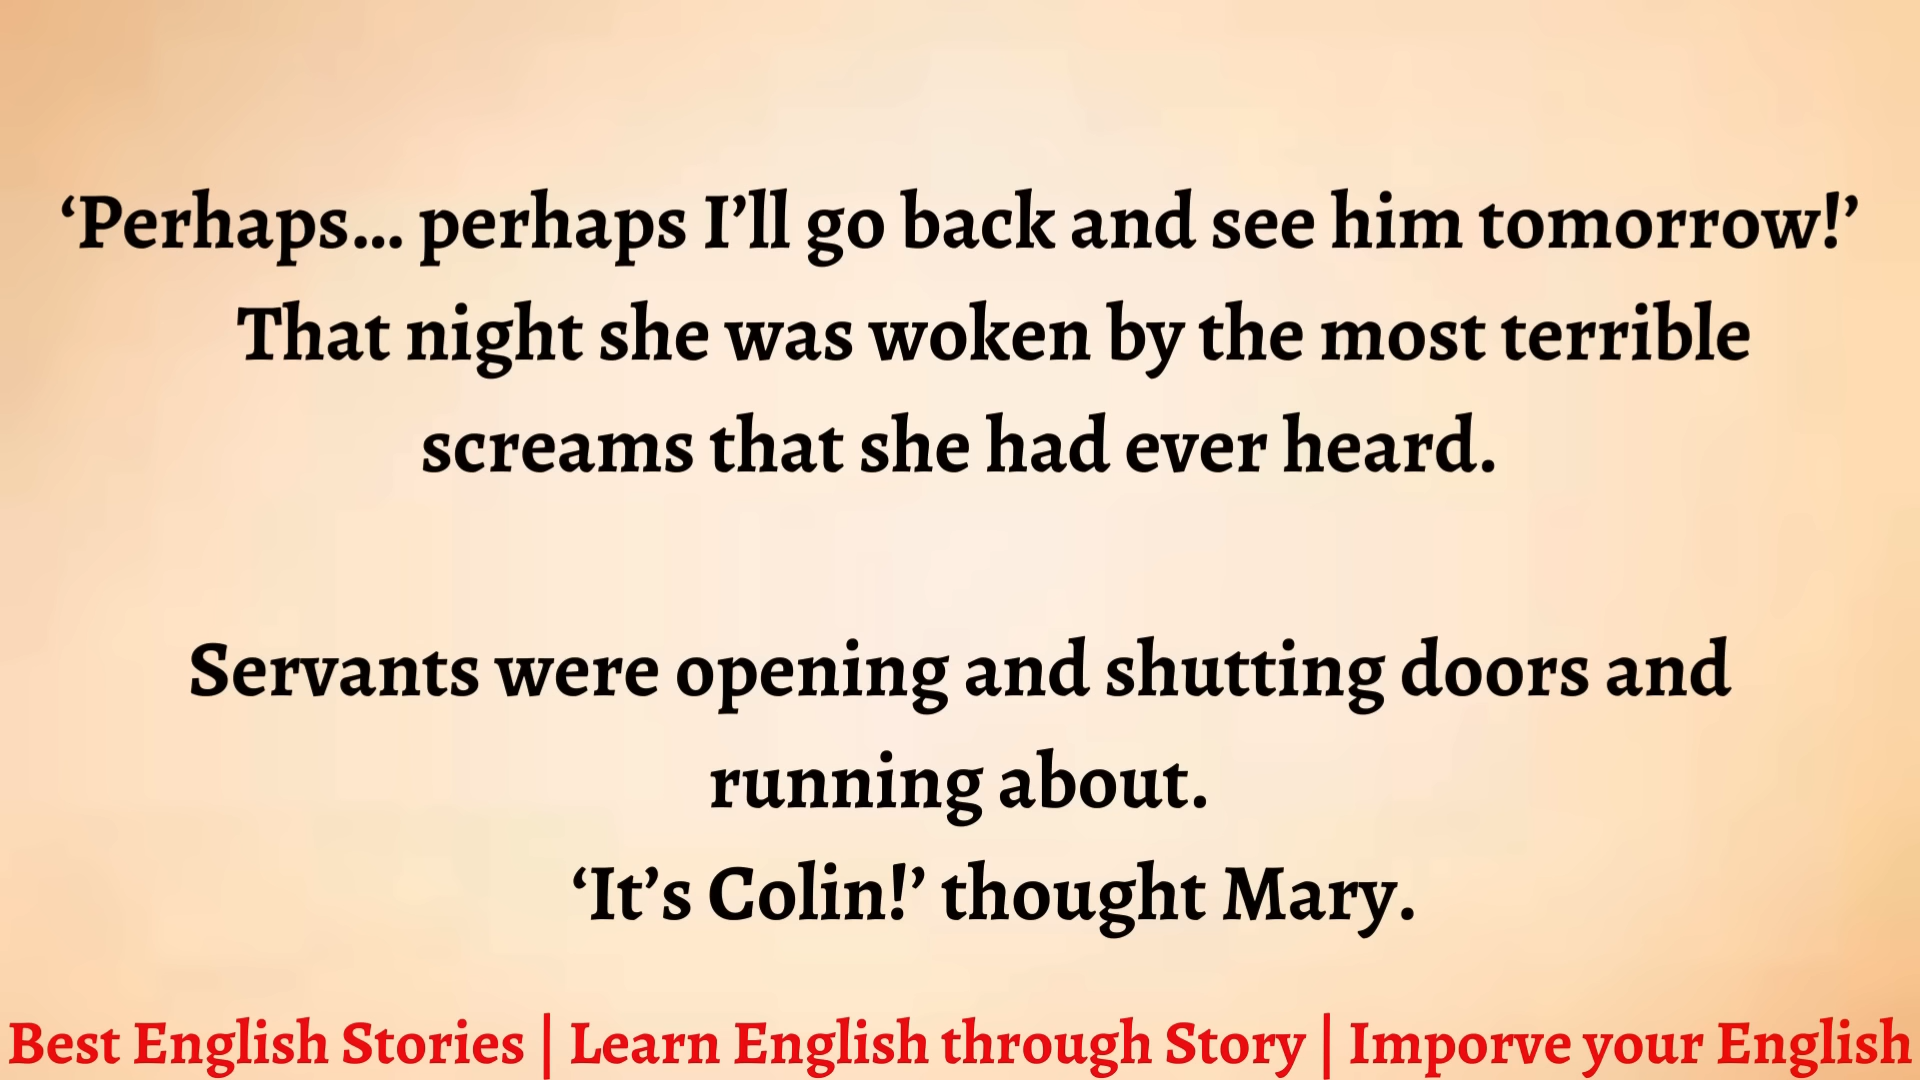 ‘Perhaps... perhaps I’ll go back and see him tomorrow!’
That night she was woken by the most terrible
screams that she had ever heard.
Servants were opening and shutting doors and
running about.
‘It’s Colin!’ thought Mary.
Best English Stories | Learn English through Story | Imporve your English